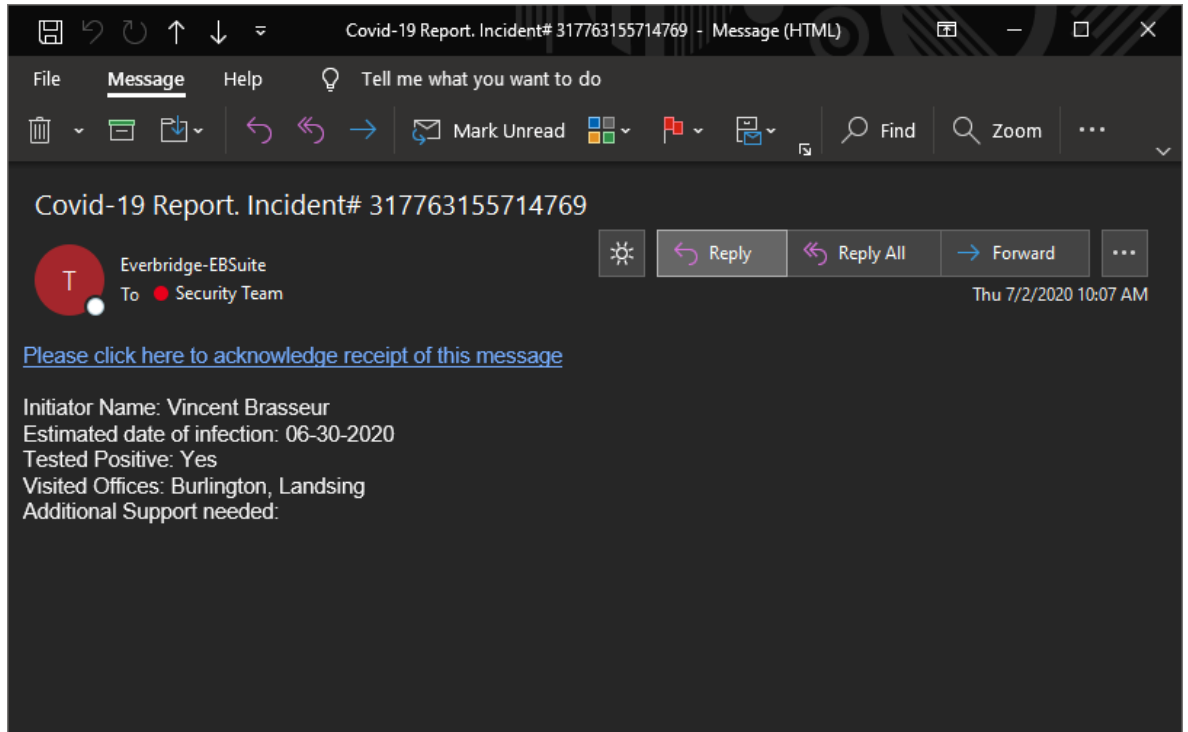 Covid-19 Report. Incident# 317763155714769 - Message (HTML)
File Message Help Tell me what you want to do
Mark Unread Find Zoom
Covid-19 Report. Incident# 317763155714769
T
Everbridge-EBSuite
To Security Team
Reply Reply All Forward
Thu 7/2/2020 10:07 AM
Please click here to acknowledge receipt of this message
Initiator Name: Vincent Brasseur
Estimated date of infection: 06-30-2020
Tested Positive: Yes
Visited Offices: Burlington, Landsing
Additional Support needed: